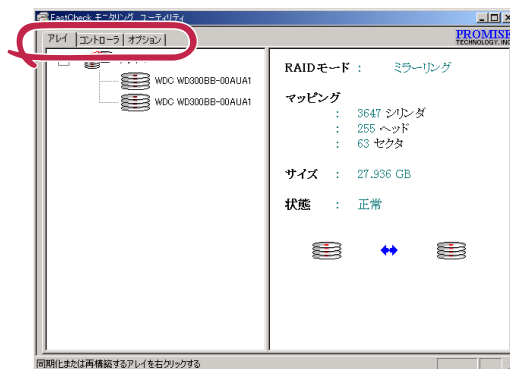 FastCheck モニタリング ユーティリティ
PROMISE
TECHNOLOGY, INC
アレイ コントローラ オプション
WDC WD300BB-00AUA1
WDC WD300BB-00AUA1
RAIDモード : ミラーリング
マッピング
: 3647 シリンダ
: 255 ヘッド
: 63 セクタ
サイズ : 27.936 GB
状態 : 正常
同期化または再構築するアレイを右クリックする